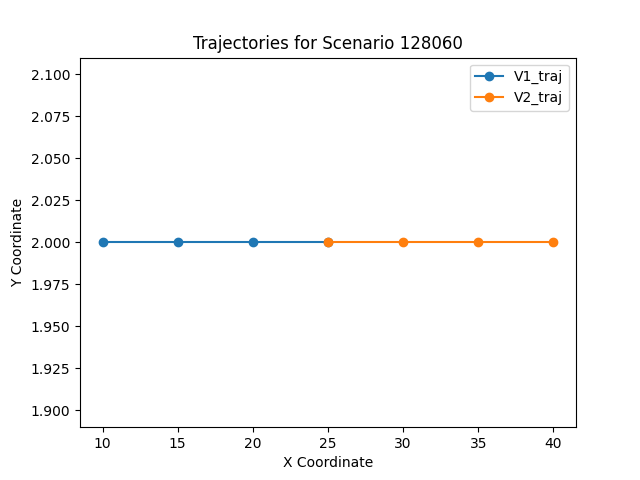 Trajectories for Scenario 128060
V1_traj
V2_traj
Y Coordinate
2.100
2.075
2.050
2.025
2.000
1.975
1.950
1.925
1.900
10 15 20 25 30 35 40
X Coordinate